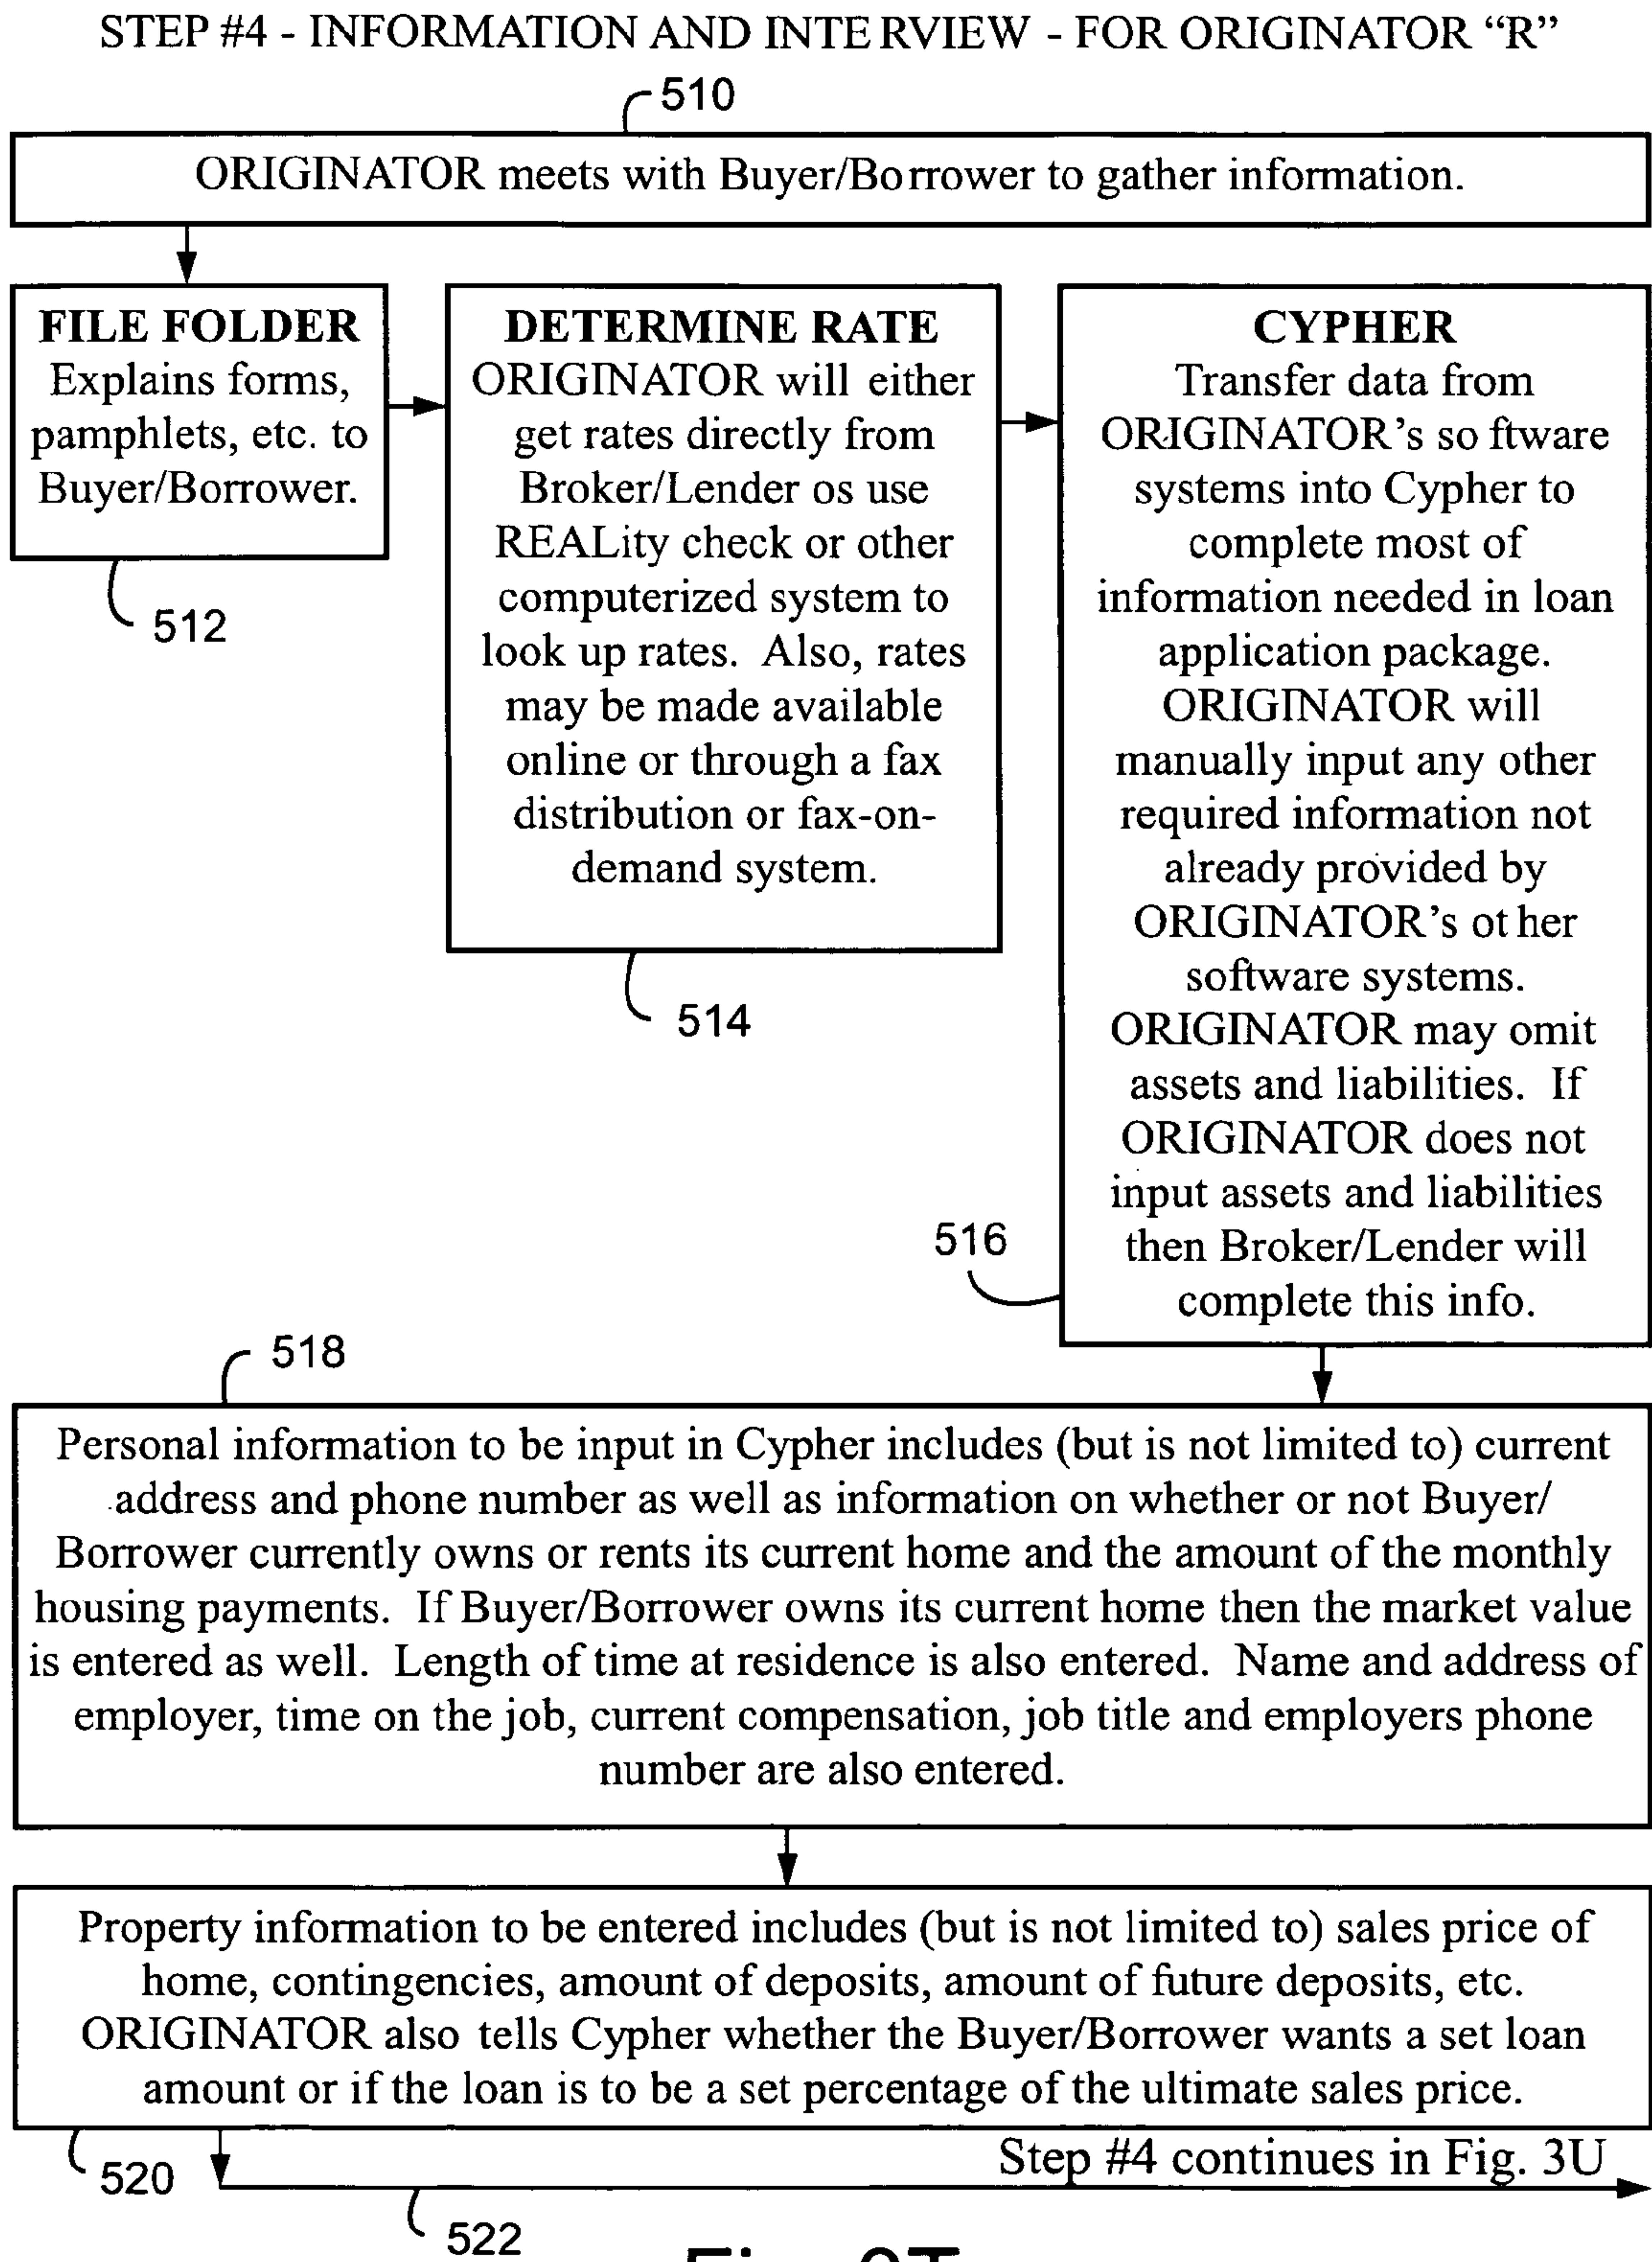 STEP #4 - INFORMATION AND INTE RVIEW - FOR ORIGINATOR “R”
510
ORIGINATOR meets with Buyer/Borrower to gather information.
FILE FOLDER
Explains forms,
pamphlets, etc. to
Buyer/Borrower.
512
DETERMINE RATE
ORIGINATOR will either
get rates directly from
Broker/Lender os use
REALity check or other
computerized system to
look up rates. Also, rates
may be made available
online or through a fax
distribution or fax-on-
demand system.
514
CYPHER
Transfer data from
ORIGINATOR’s so ftware
systems into Cypher to
complete most of
information needed in loan
application package.
ORIGINATOR will
manually input any other
required information not
already provided by
ORIGINATOR’s ot her
software systems.
ORIGINATOR may omit
assets and liabilities. If
ORIGINATOR does not
input assets and liabilities
then Broker/Lender will
complete this info.
516
518
Personal information to be input in Cypher includes (but is not limited to) current
address and phone number as well as information on whether or not Buyer/
Borrower currently owns or rents its current home and the amount of the monthly
housing payments. If Buyer/Borrower owns its current home then the market value
is entered as well. Length of time at residence is also entered. Name and address of
employer, time on the job, current compensation, job title and employers phone
number are also entered.
Property information to be entered includes (but is not limited to) sales price of
home, contingencies, amount of deposits, amount of future deposits, etc.
ORIGINATOR also tells Cypher whether the Buyer/Borrower wants a set loan
amount or if the loan is to be a set percentage of the ultimate sales price.
520
Step #4 continues in Fig. 3U
522